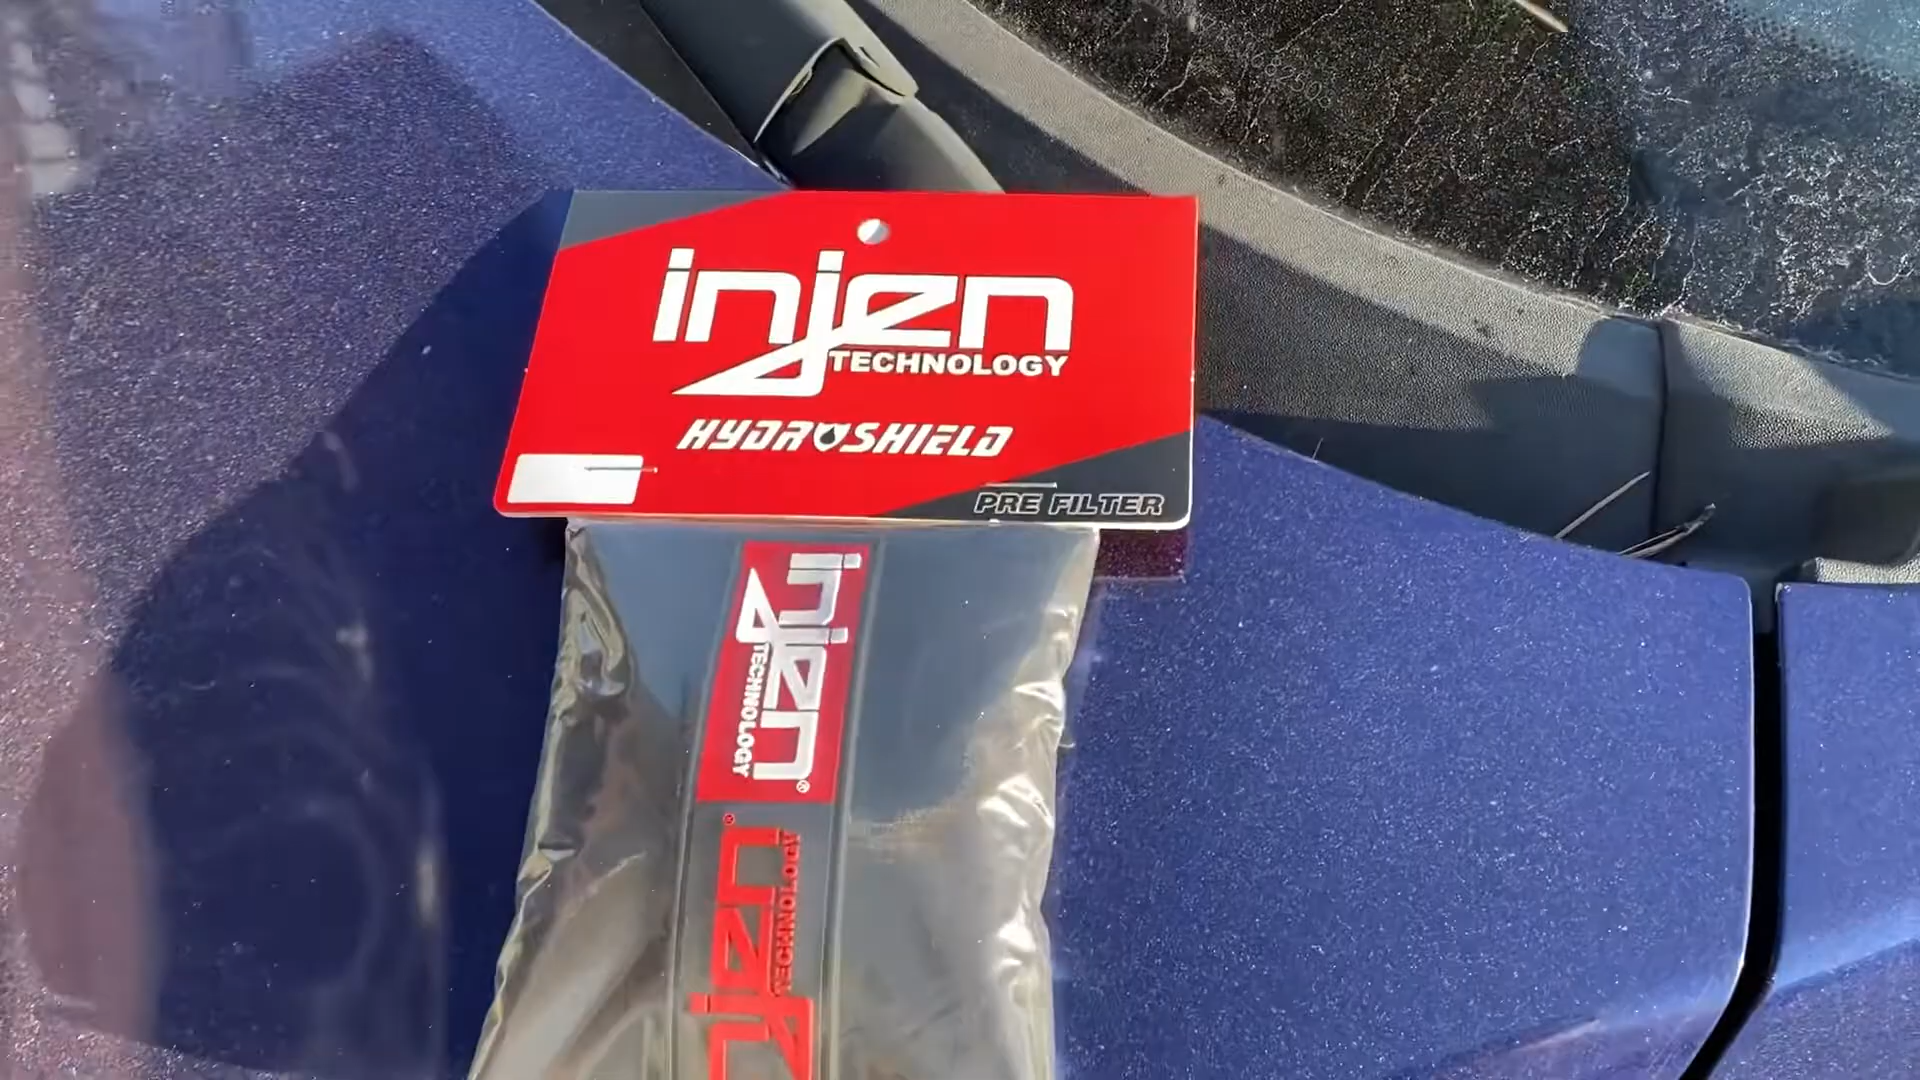 injen
TECHNOLOGY
HYDROSHIELD
PRE FILTER
injen
TECHNOLOGY
®
®
injen
TECHNOLOGY